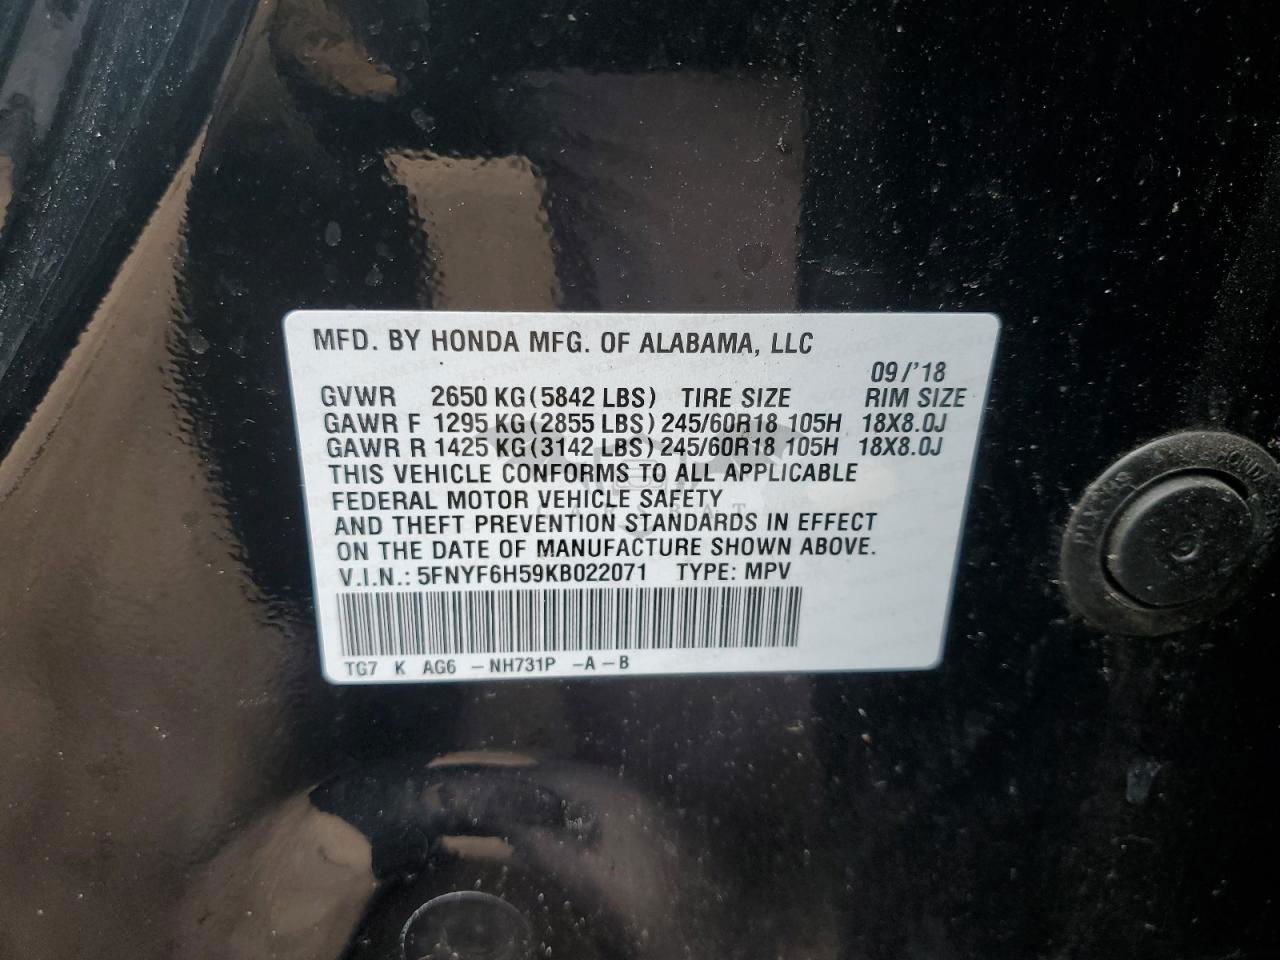 MFD. BY HONDA MFG. OF ALABAMA, LLC
09/'18
GVWR 2650 KG (5842 LBS) TIRE SIZE RIM SIZE
GAWR F 1295 KG (2855 LBS) 245/60R18 105H 18X8.0J
GAWR R 1425 KG (3142 LBS) 245/60R18 105H 18X8.0J
THIS VEHICLE CONFORMS TO ALL APPLICABLE
FEDERAL MOTOR VEHICLE SAFETY
AND THEFT PREVENTION STANDARDS IN EFFECT
ON THE DATE OF MANUFACTURE SHOWN ABOVE.
V.I.N.: 5FNYF6H59KB022071 TYPE: MPV
TG7 K AG6 - NH731P - A - B